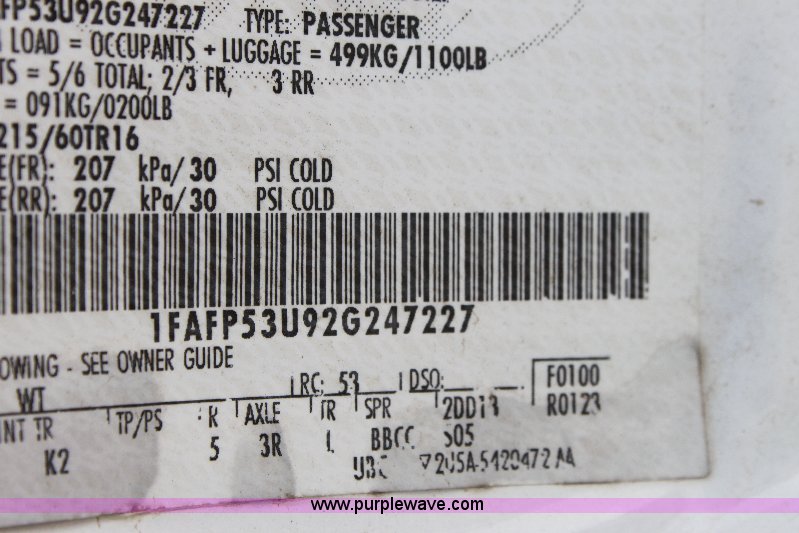 FP53U92G247227 TYPE: PASSENGER
LOAD = OCCUPANTS + LUGGAGE = 499KG/1100LB
TS = 5/6 TOTAL; 2/3 FR, 3 RR
= 091KG/0200LB
215/60TR16
E(FR): 207 kPa/30 PSI COLD
E(RR): 207 kPa/30 PSI COLD
1FAFP53U92G247227
OWING - SEE OWNER GUIDE
WT RC: 53 DSO: F0100
INT TR TP/PS R AXLE TR SPR R0123
K2 5 3R 505
www.purplewave.com